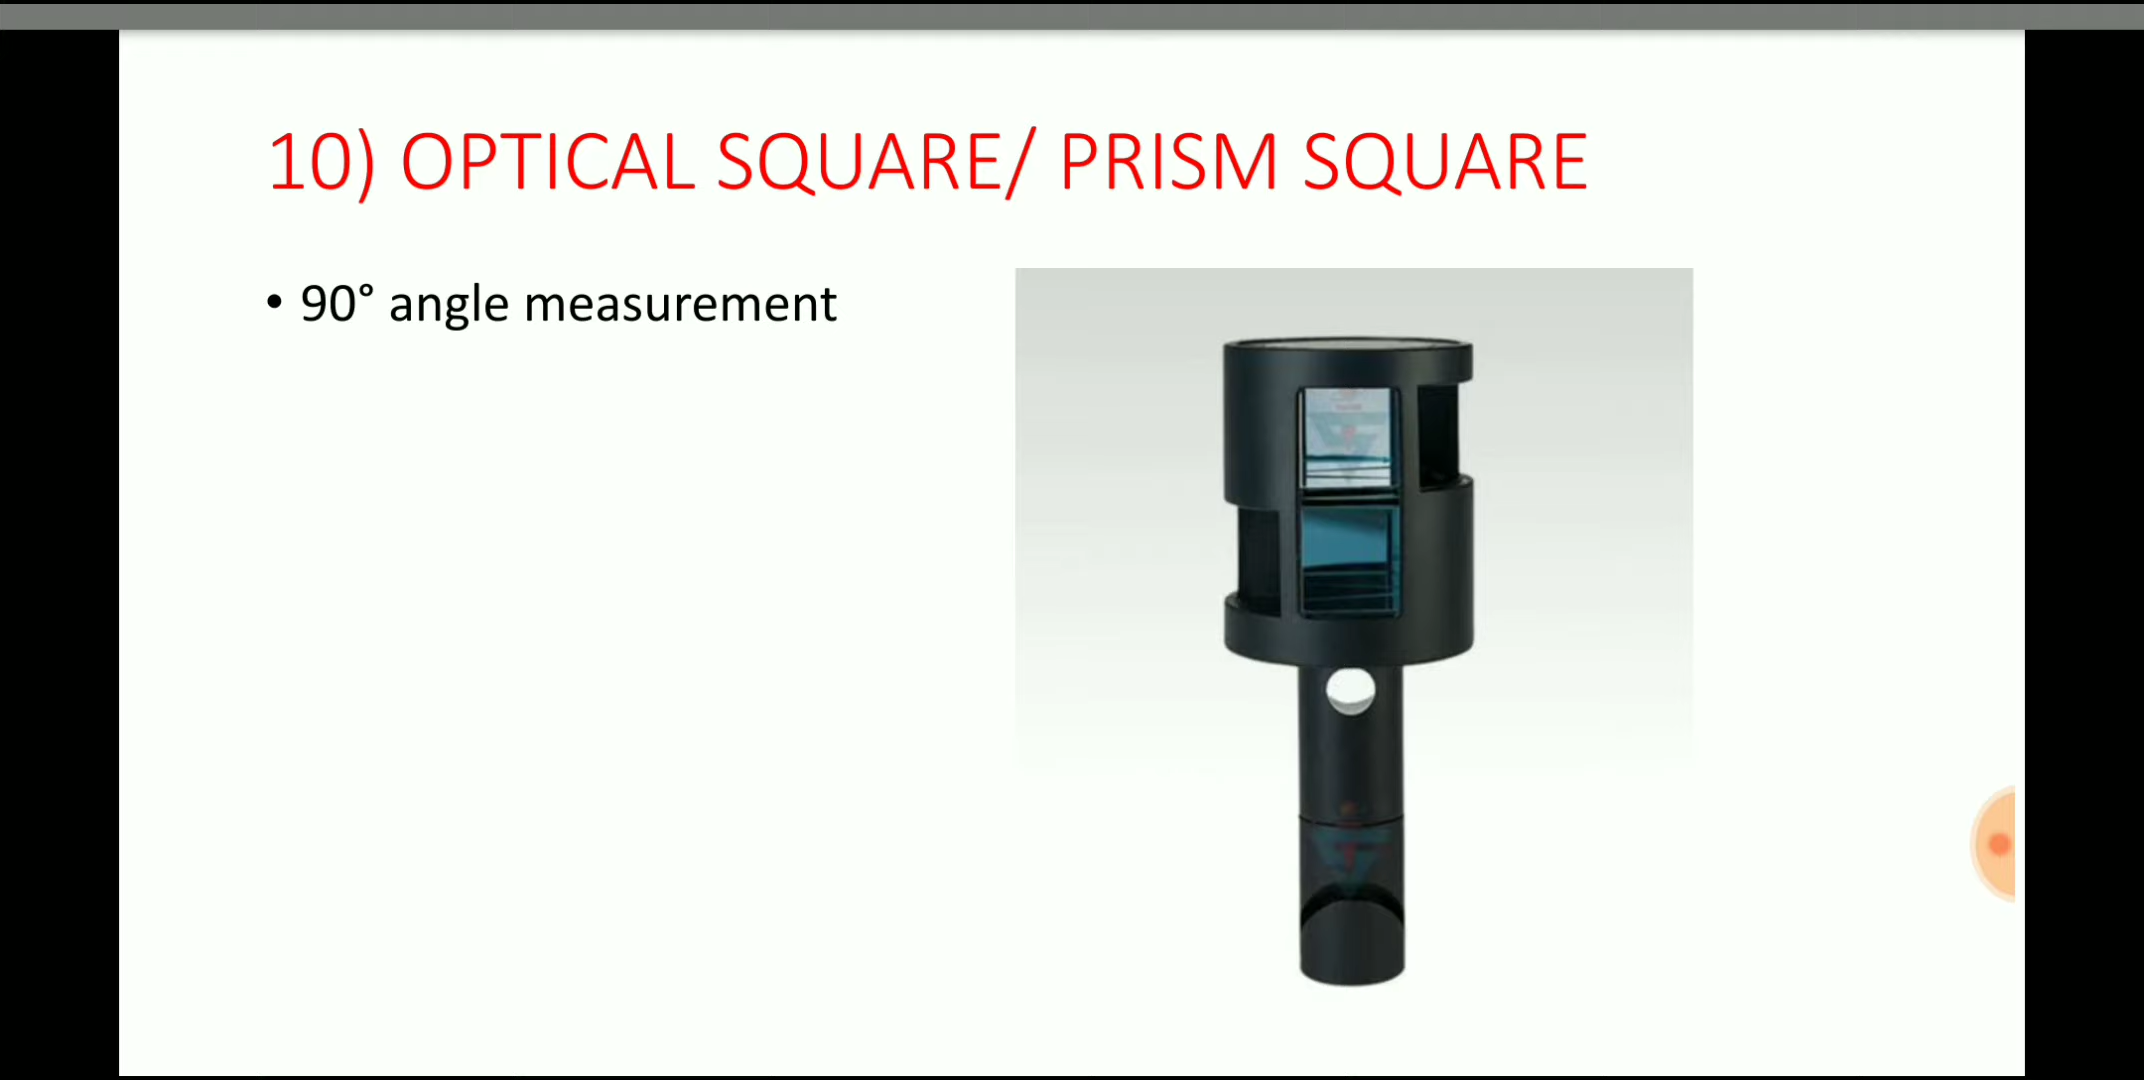 10) OPTICAL SQUARE/ PRISM SQUARE
• 90° angle measurement